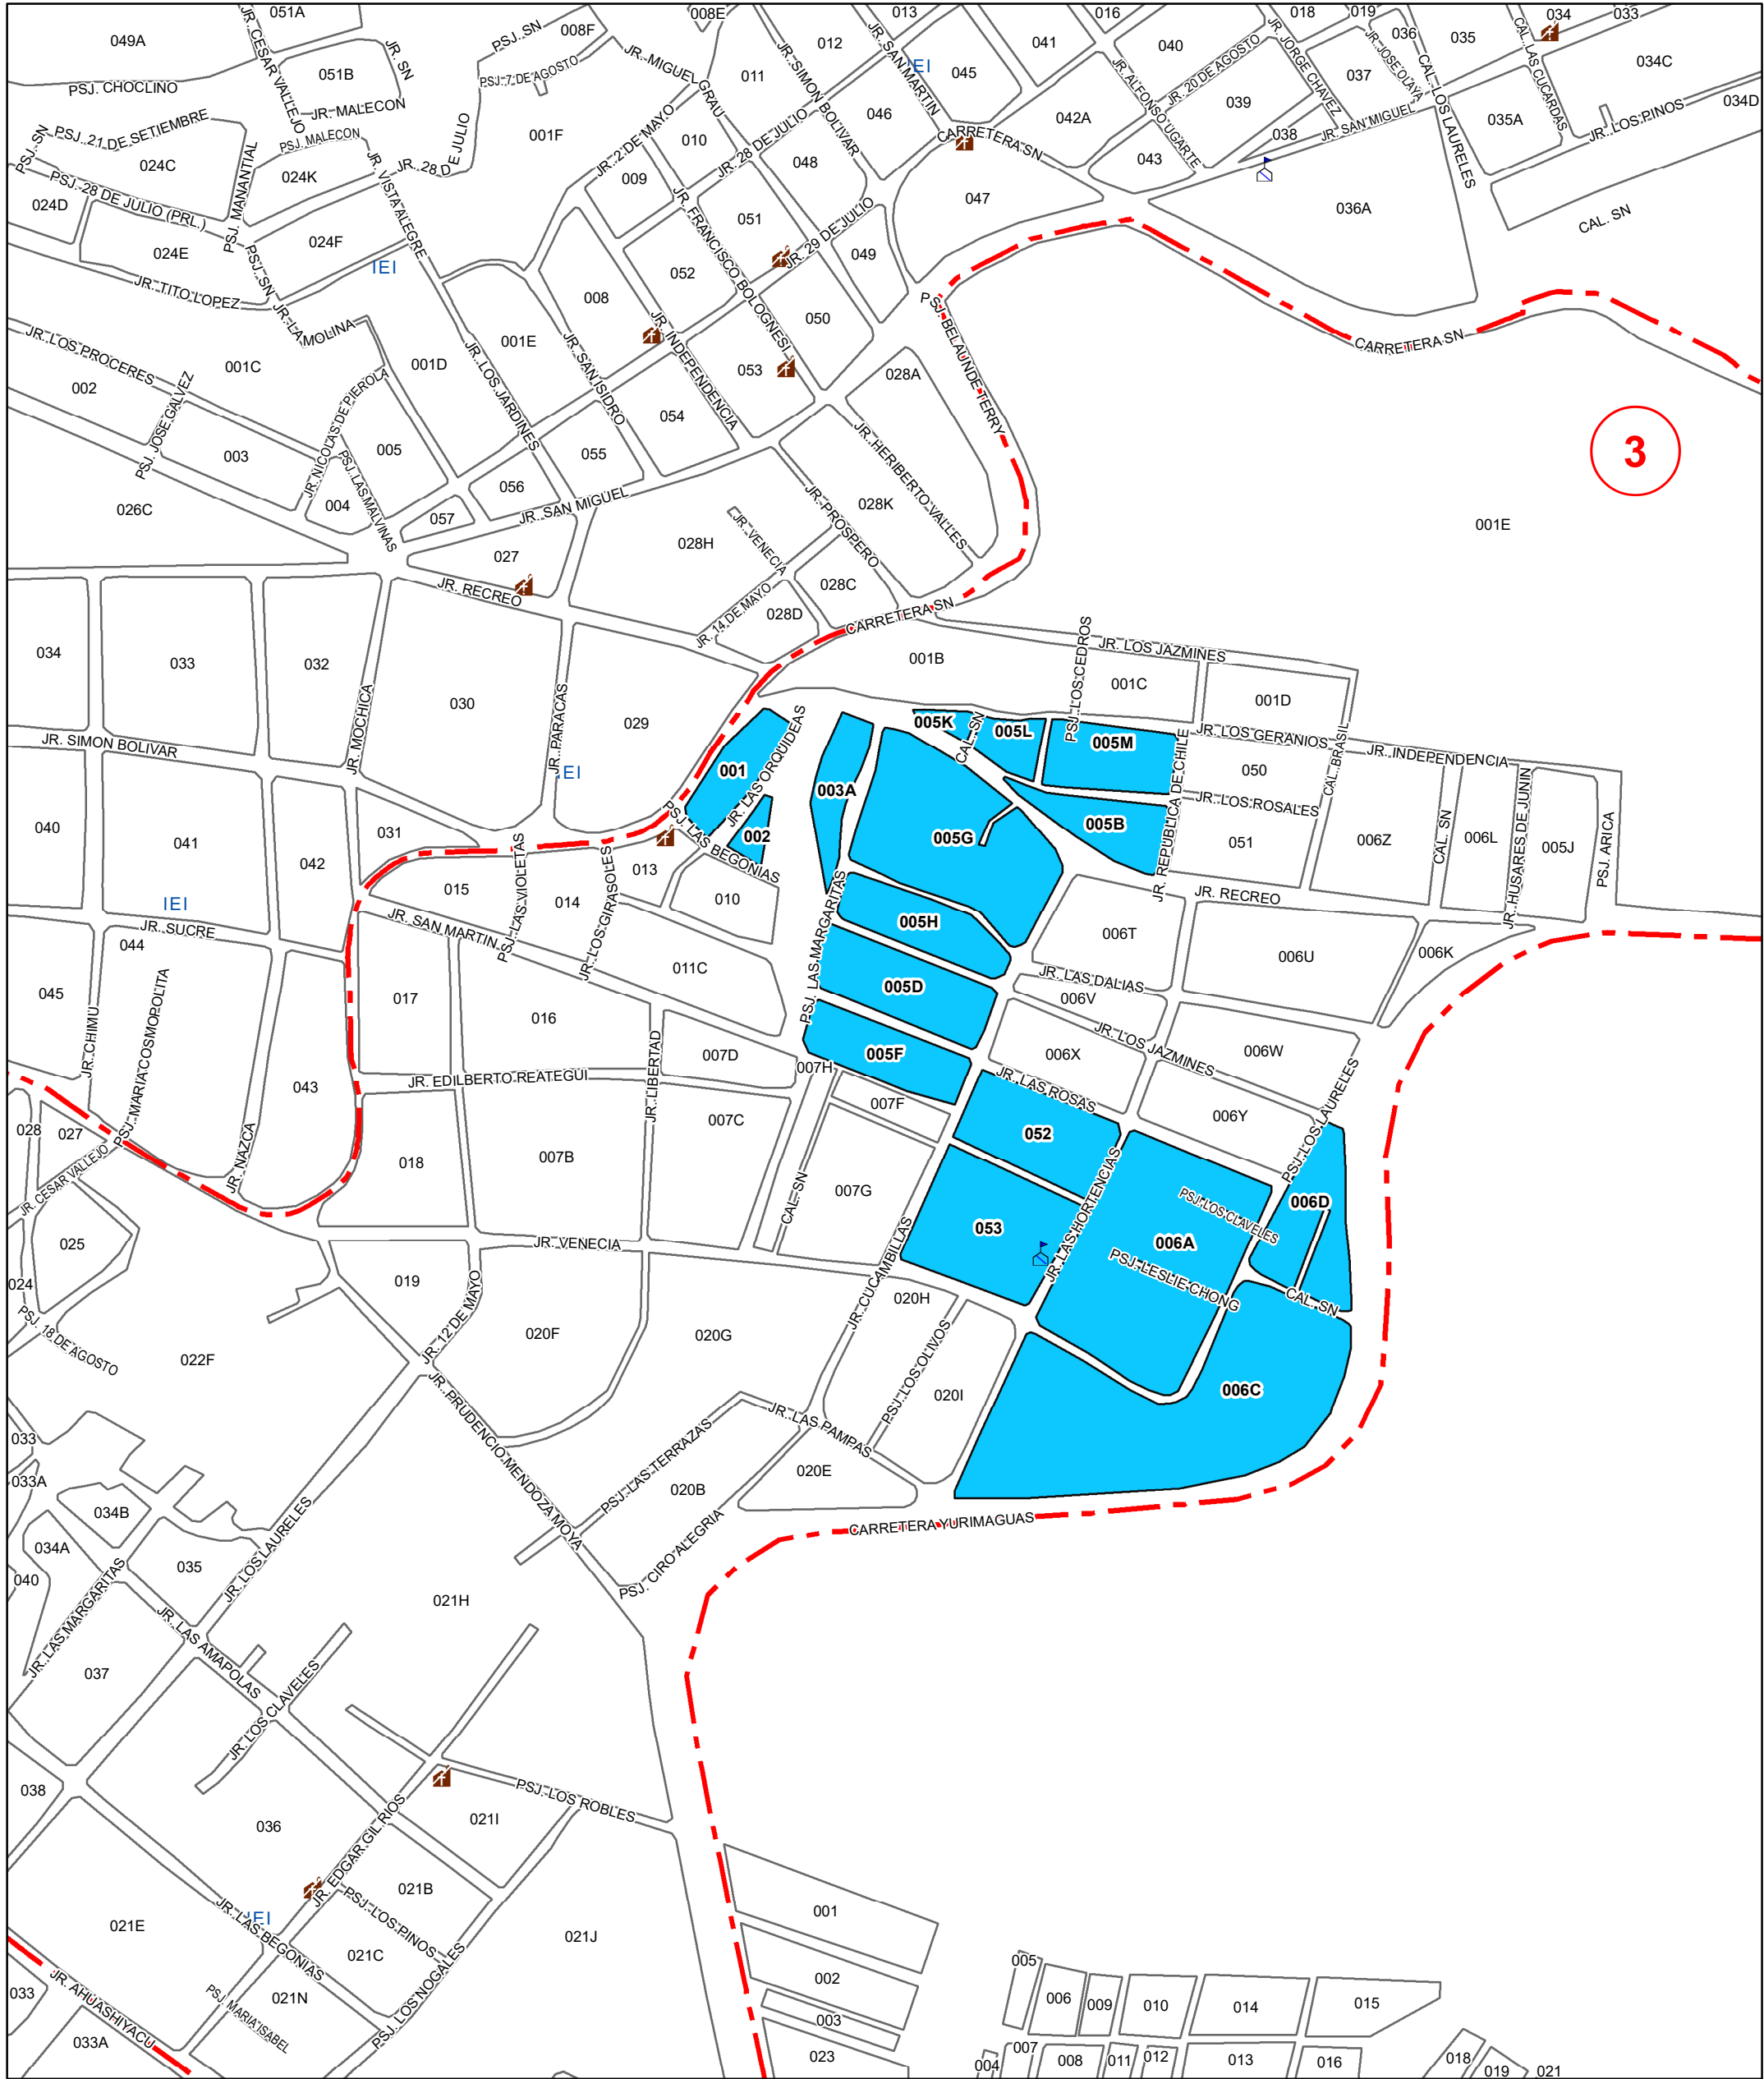 049A
051A
JR. CESAR VALLEJO
051B
JR. SN
PSJ. CHOCLINO
JR. MALECON
PSJ. MALECON
PSJ. SN
008F
PSJ. 7 DE AGOSTO
008E
JR. MIGUEL GRAU
011
012
JR. SIMON BOLIVAR
013
JR. SAN MARTIN
IEI
045
046
041
016
040
JR. ALFONSO UGARTE
JR. 20 DE AGOSTO
018
JR. JORGE CHAVEZ
019
JR. JOSE OLAYA
036
037
035
CAL. LOS LAURELES
CAL. LAS CUCARDAS
034
033
034C
034D
JR. LOS PINOS
035A
039
038
JR. SAN MIGUEL
042A
043
CARRETERA SN
047
036A
CAL. SN
PSJ. SN
PSJ. 21 DE SETIEMBRE
024C
024K
PSJ. MANANTIAL
PSJ. 28 DE JULIO (PRL.)
024D
024E
024F
JR. 28 D
E JULIO
JR. VISTA ALEGRE
PSJ. SN
JR. TITO LOPEZ
IEI
JR. LA MOLINA
001F
JR. 2 DE MAYO
010
009
JR. 28 DE JULIO
048
051
JR. FRANCISCO BOLOGNESI
JR. 29 DE JULIO
049
052
008
050
JR. INDEPENDENCIA
053
001E
JR. SAN ISIDRO
JR. LOS JARDINES
001D
001C
JR. LOS PROCERES
002
PSJ. JOSE GALVEZ
003
JR. NICOLAS DE PIEROLA
PSJ. LAS MALVINAS
005
004
026C
054
055
056
057
JR. SAN MIGUEL
027
JR. RECREO
028A
PSJ. BELAUNDE TERRY
JR. HERIBERTO VALLES
028K
JR. PROSPERO
028H
JR. VENECIA
028C
JR. 14 DE MAYO
028D
CARRETERA SN
CARRETERA SN
3
001E
034
033
032
JR. MOCHICA
030
JR. PARACAS
029
IEI
JR. SIMON BOLIVAR
001B
PSJ. LOS CEDROS
JR. LOS JAZMINES
001C
001D
JR. LOS GERANIOS
CAL. BRASIL
JR. INDEPENDENCIA
050
JR. LOS ROSALES
051
JR. REPUBLICA DE CHILE
JR. RECREO
006Z
CAL. SN
006L
JR. HUSARES DE JUNIN
005J
PSJ. ARICA
001
JR. LAS ORQUIDEAS
002
PSJ. LAS BEGONIAS
003A
005K
CAL. SN
005L
005M
005B
005G
005H
005D
005F
PSJ. LAS MARGARITAS
040
041
042
031
IEI
JR. SUCRE
044
045
JR. CHIMU
PSJ. MARIA COSMOPOLITA
043
JR. NAZCA
015
PSJ. LAS VIOLETAS
014
JR. LOS GIRASOLES
013
010
JR. SAN MARTIN
011C
017
016
JR. LIBERTAD
007D
007H
007F
JR. EDILBERTO REATEGUI
007C
007B
018
007G
CAL. SN
006T
006U
006K
JR. LAS DALIAS
006V
JR. LOS JAZMINES
006X
006W
JR. LAS ROSAS
006Y
PSJ. LOS LAURELES
052
JR. LAS HORTENCIAS
053
006A
PSJ. LOS CLAVELES
PSJ. LESLIE CHONG
006D
CAL. SN
006C
028
027
JR. CESAR VALLEJO
025
024
PSJ. 18 DE AGOSTO
022F
JR. VENECIA
019
JR. 12 DE MAYO
020F
020G
JR. CUCAMBILLAS
020H
PSJ. LOS OLIVOS
020I
JR. LAS PAMPAS
020E
PSJ. LAS TERRAZAS
020B
PSJ. CIRO ALEGRIA
JR. PRUDENCIO MENDOZA MOYA
CARRETERA YURIMAGUAS
033
033A
034B
034A
035
040
JR. LOS LAURELES
JR. LAS MARGARITAS
JR. LAS AMAPOLAS
037
JR. LOS CLAVELES
021H
038
036
JR. EDGAR GIL RIOS
PSJ. LOS ROBLES
021I
021B
PSJ. LOS PINOS
IEI
JR. LAS BEGONIAS
021E
021C
PSJ. LOS NOGALES
021N
PSJ. MARIA ISABEL
021J
JR. AHUASHIYACU
033
033A
001
002
003
023
005
006
009
010
014
015
004
007
008
011
012
013
016
018
019
021